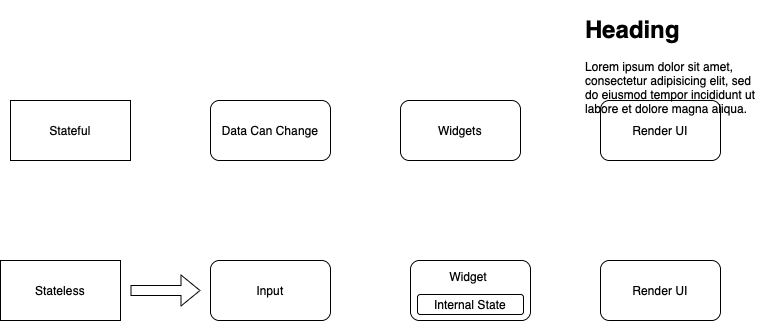 Heading
Lorem ipsum dolor sit amet,
consectetur adipisicing elit, sed
do eiusmod tempor incididunt ut
labore et dolore magna aliqua.
Stateful
Data Can Change
Widgets
Render UI
Stateless
Input
Widget
Internal State
Render UI